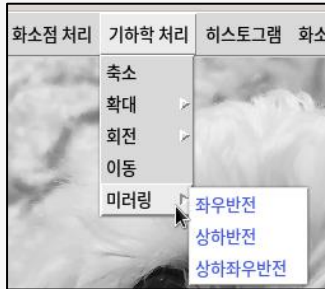 화소점 처리 기하학 처리 히스토그램 화소
축소
확대
회전
이동
미러링
좌우반전
상하반전
상하좌우반전